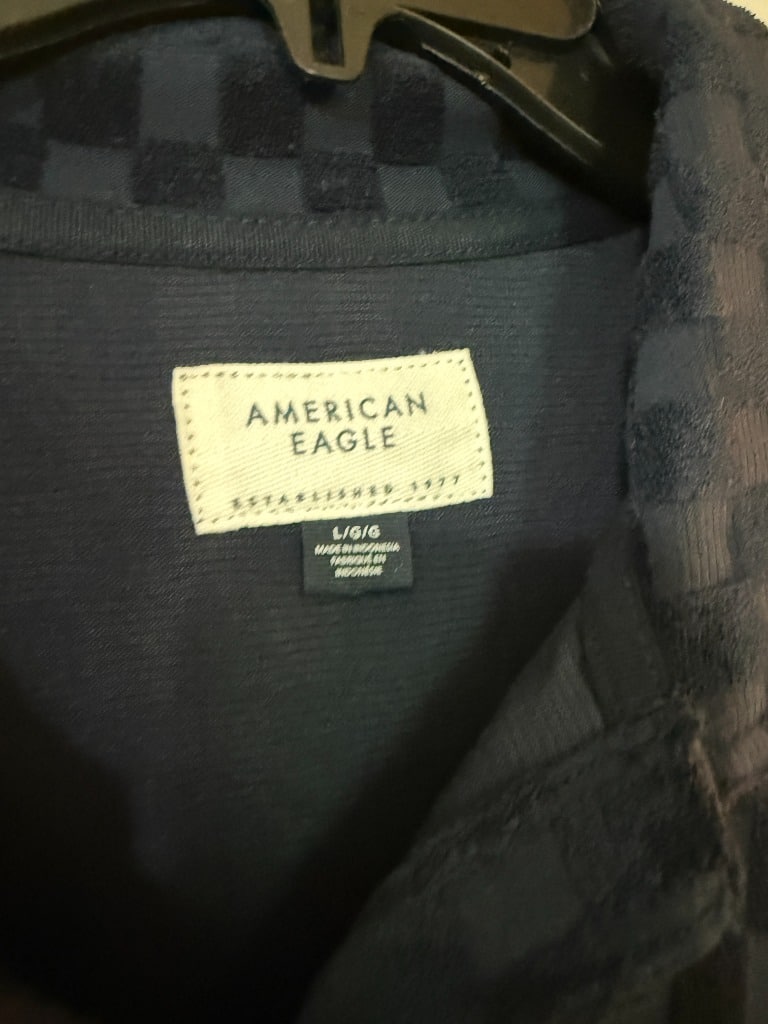 AMERICAN
EAGLE
ESTABLISHED 1977
L/G/G
MADE IN INDONESIA
FABRIQUÉ EN
INDONÉSIE